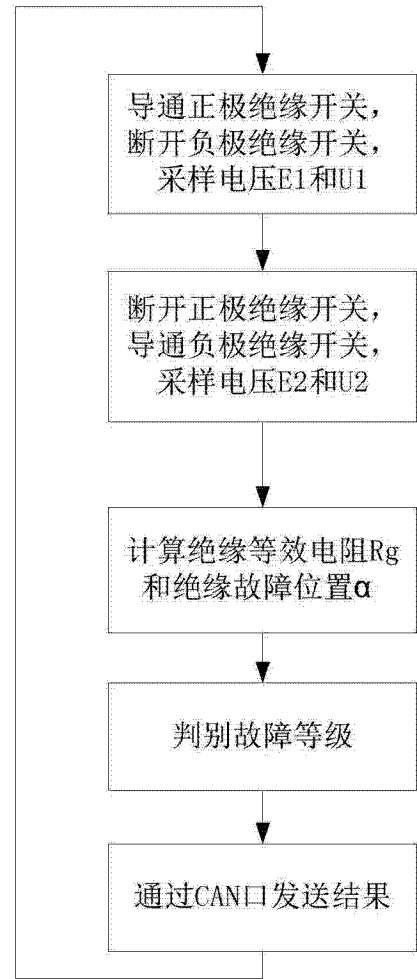 导通正极绝缘开关，
断开负极绝缘开关，
采样电压E1和U1
断开正极绝缘开关，
导通负极绝缘开关，
采样电压E2和U2
计算绝缘等效电阻Rg
和绝缘故障位置α
判别故障等级
通过CAN口发送结果